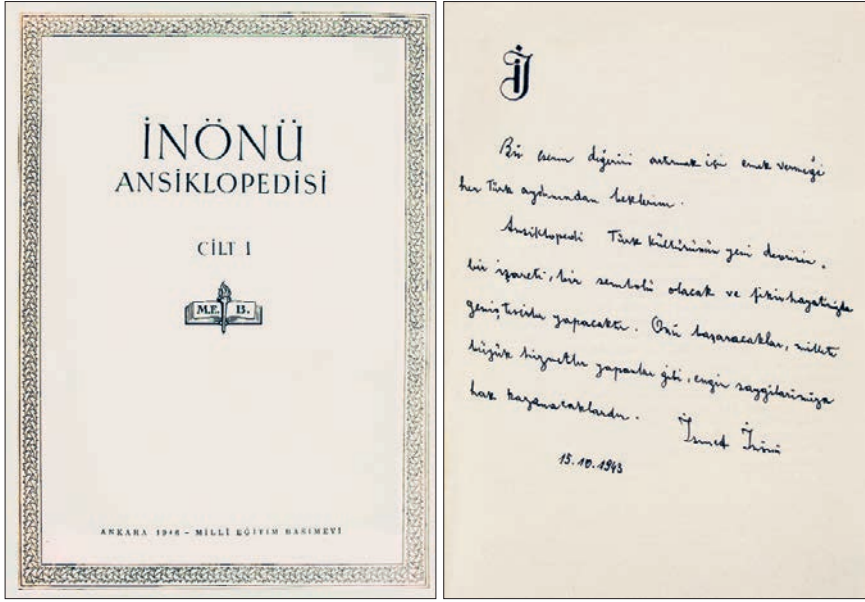 İNÖNÜ
ANSİKLOPEDİSİ
CİLT I
M.E. B.
ANKARA 1946 - MİLLÎ EĞİTİM BASIMEVİ
İ
Bu eserin değerini artırmak için emek vermeği
her Türk aydınından beklerim.
Ansiklopedi Türk kültürünün yeni devrinin
bir işareti, bir sembolü olacak ve fikir hayatımızda
geniş tesirler yapacaktır. Onu başaracaklar, millete
büyük hizmetler yapanlar gibi, engin saygılarımıza
hak kazanacaklardır. İsmet İnönü
15.10.1943